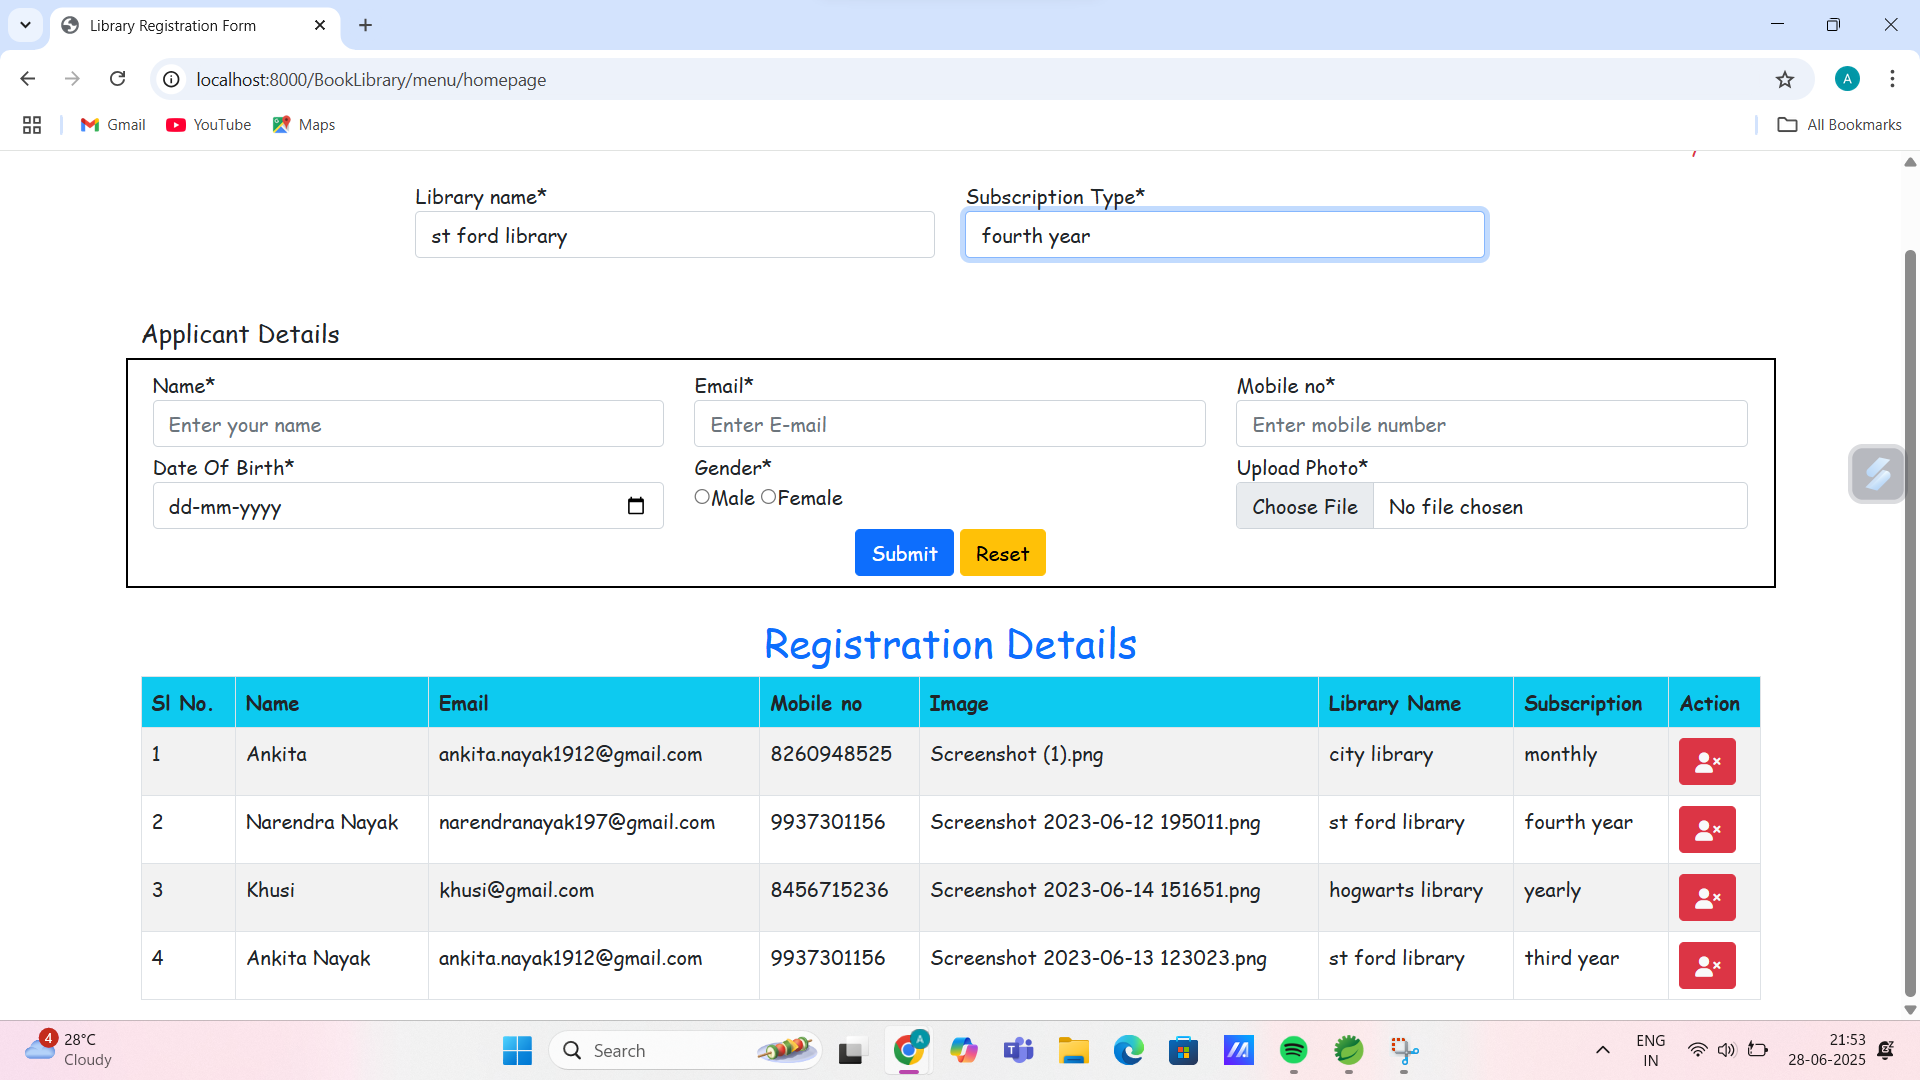 Library Registration Form
localhost:8000/BookLibrary/menu/homepage
A
Gmail YouTube Maps All Bookmarks
Library name* Subscription Type*
st ford library fourth year
Applicant Details
Name* Email* Mobile no*
Enter your name Enter E-mail Enter mobile number
Date Of Birth* Gender* Upload Photo*
dd-mm-yyyy Male Female Choose File No file chosen
Submit Reset
Registration Details
Sl No. Name Email Mobile no Image Library Name Subscription Action
1 Ankita ankita.nayak1912@gmail.com 8260948525 Screenshot (1).png city library monthly
2 Narendra Nayak narendranayak197@gmail.com 9937301156 Screenshot 2023-06-12 195011.png st ford library fourth year
3 Khusi khusi@gmail.com 8456715236 Screenshot 2023-06-14 151651.png hogwarts library yearly
4 Ankita Nayak ankita.nayak1912@gmail.com 9937301156 Screenshot 2023-06-13 123023.png st ford library third year
4 28°C A ENG 21:53
Cloudy Search IN 28-06-2025